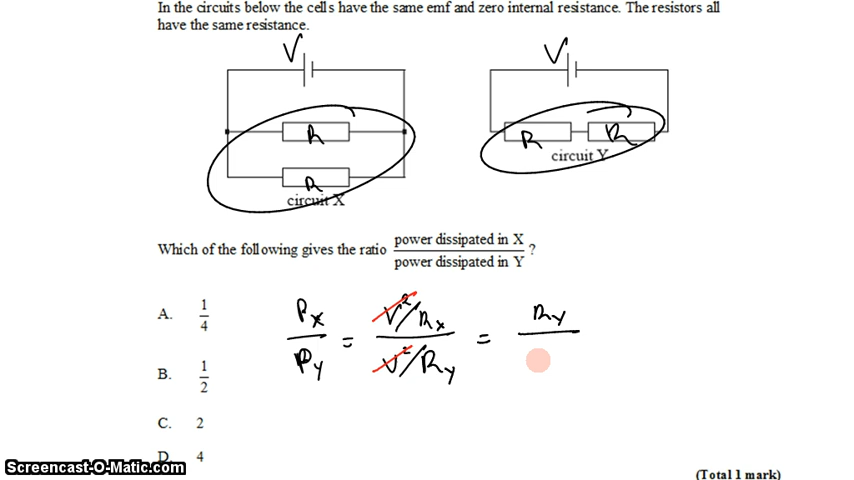 In the circuits below the cells have the same emf and zero internal resistance. The resistors all
have the same resistance.
V V
R
R
circuit X
R R
circuit Y
Which of the following gives the ratio power dissipated in X / power dissipated in Y ?
A. 1/4
B. 1/2
C. 2
D. 4
Px/Py = V²/Rx / V²/Ry = Ry
(Total 1 mark)
Screencast-O-Matic.com